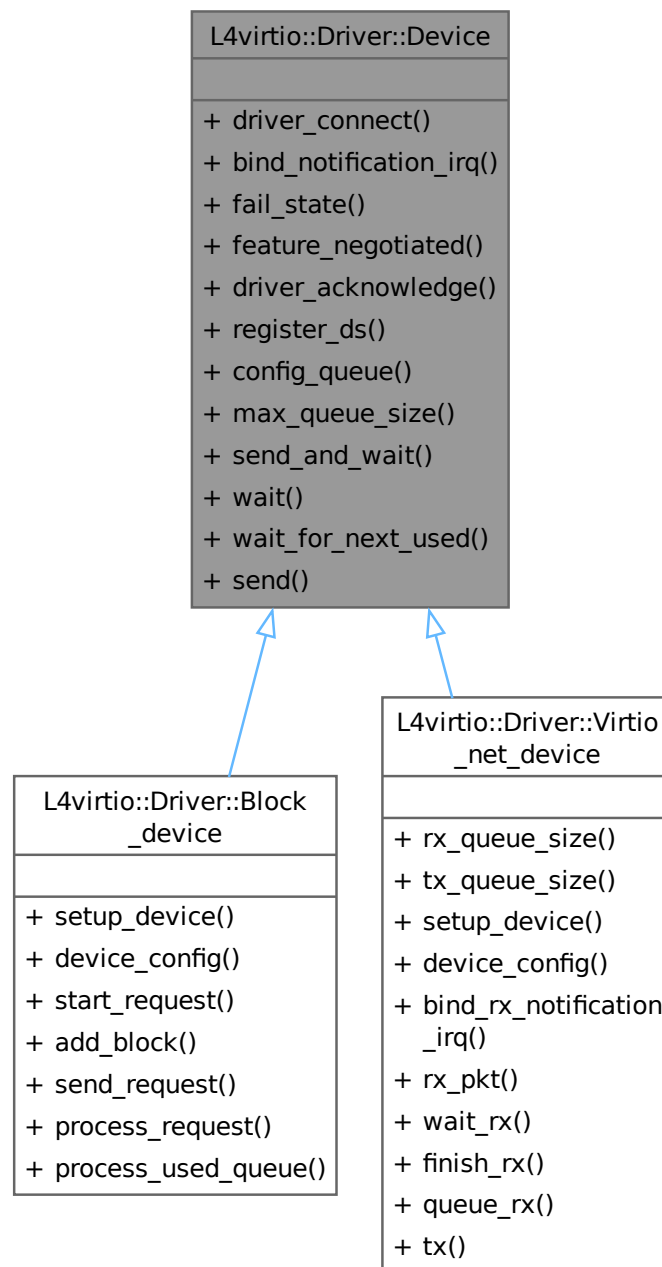 L4virtio::Driver::Device
+ driver_connect()
+ bind_notification_irq()
+ fail_state()
+ feature_negotiated()
+ driver_acknowledge()
+ register_ds()
+ config_queue()
+ max_queue_size()
+ send_and_wait()
+ wait()
+ wait_for_next_used()
+ send()
L4virtio::Driver::Block
_device
+ setup_device()
+ device_config()
+ start_request()
+ add_block()
+ send_request()
+ process_request()
+ process_used_queue()
L4virtio::Driver::Virtio
_net_device
+ rx_queue_size()
+ tx_queue_size()
+ setup_device()
+ device_config()
+ bind_rx_notification
_irq()
+ rx_pkt()
+ wait_rx()
+ finish_rx()
+ queue_rx()
+ tx()